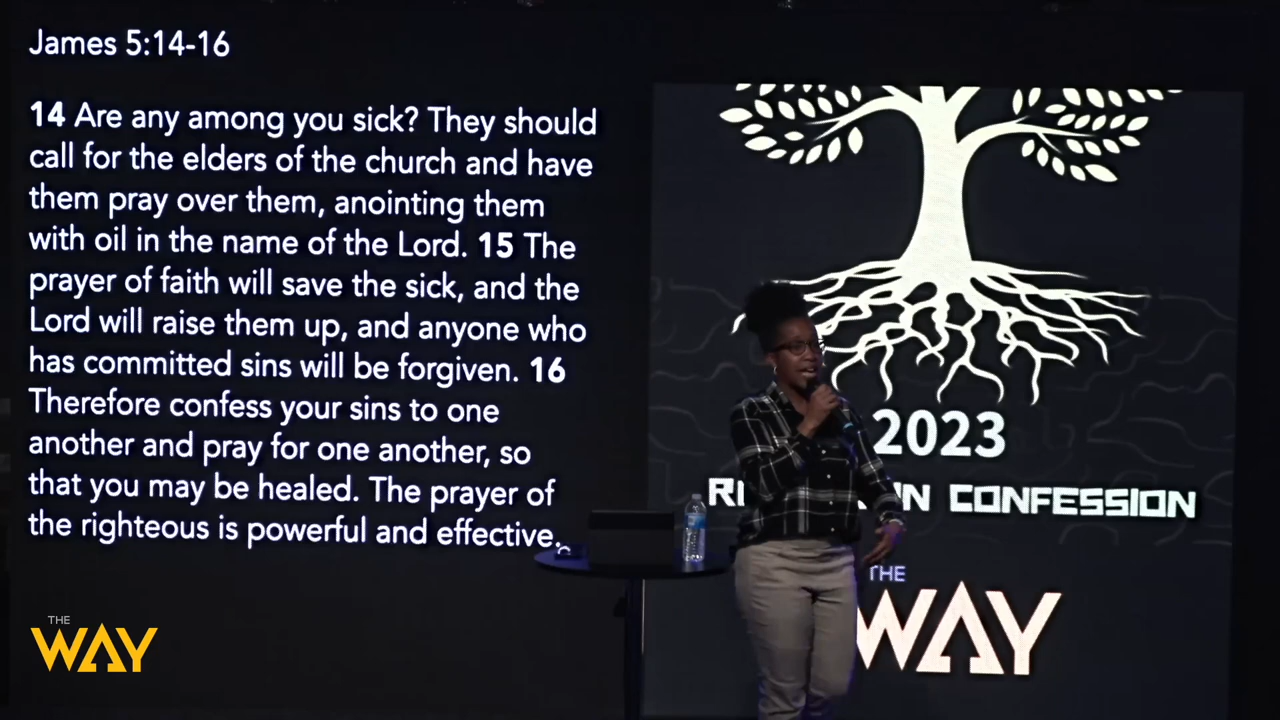 James 5:14-16
14 Are any among you sick? They should
call for the elders of the church and have
them pray over them, anointing them
with oil in the name of the Lord. 15 The
prayer of faith will save the sick, and the
Lord will raise them up, and anyone who
has committed sins will be forgiven. 16
Therefore confess your sins to one
another and pray for one another, so
that you may be healed. The prayer of
the righteous is powerful and effective.
THE
WAY
2023
CONFESSION
THE
WAY